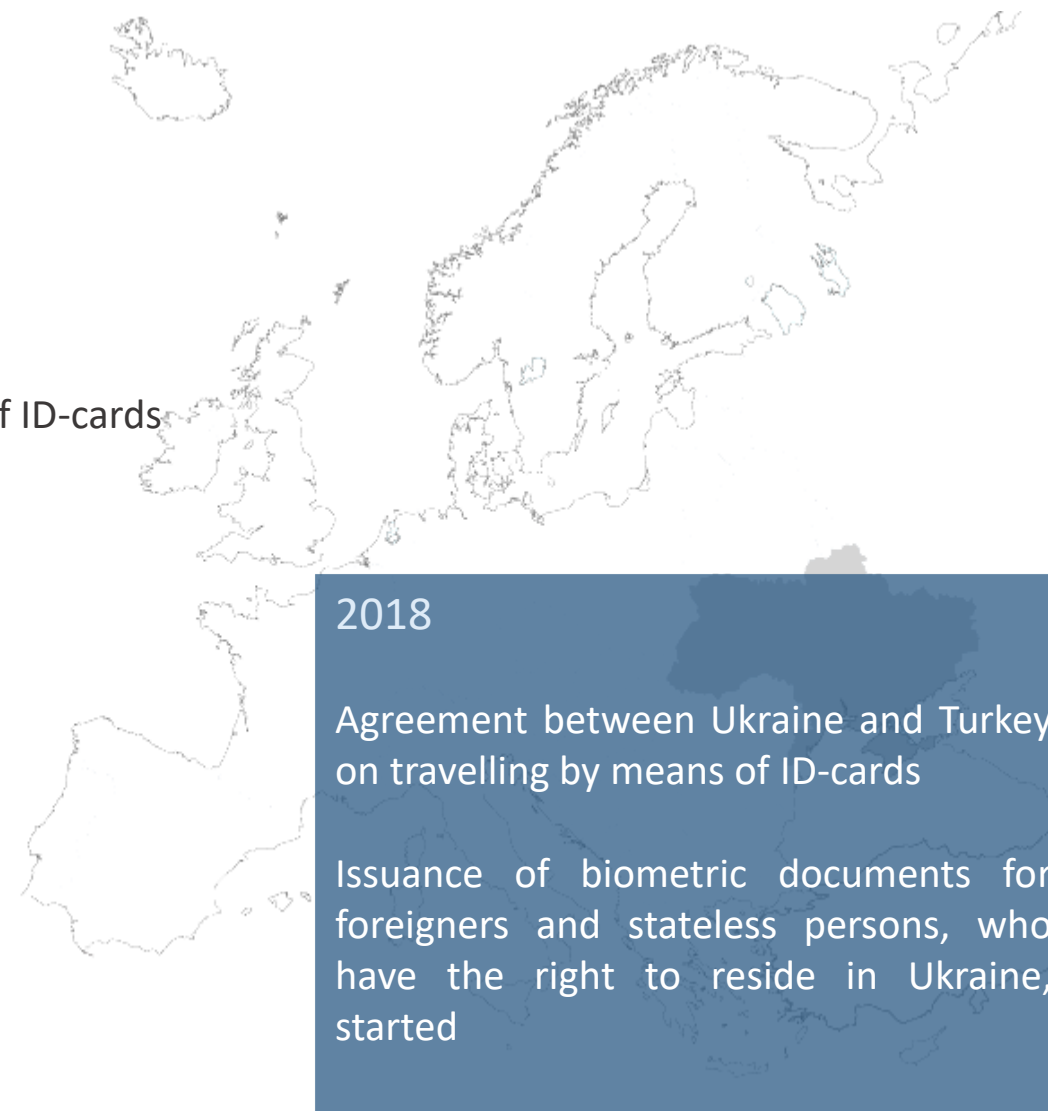 f ID-cards
2018
Agreement between Ukraine and Turkey
on travelling by means of ID-cards
Issuance of biometric documents for
foreigners and stateless persons, who
have the right to reside in Ukraine,
started